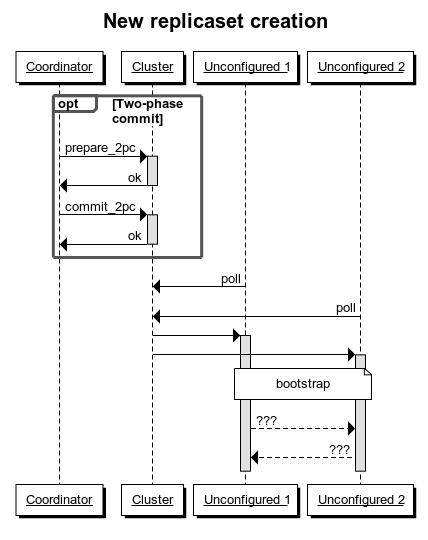 New replicaset creation
Coordinator Cluster Unconfigured 1 Unconfigured 2
opt [Two-phase
commit]
prepare_2pc
ok
commit_2pc
ok
poll
poll
bootstrap
???
???
Coordinator Cluster Unconfigured 1 Unconfigured 2